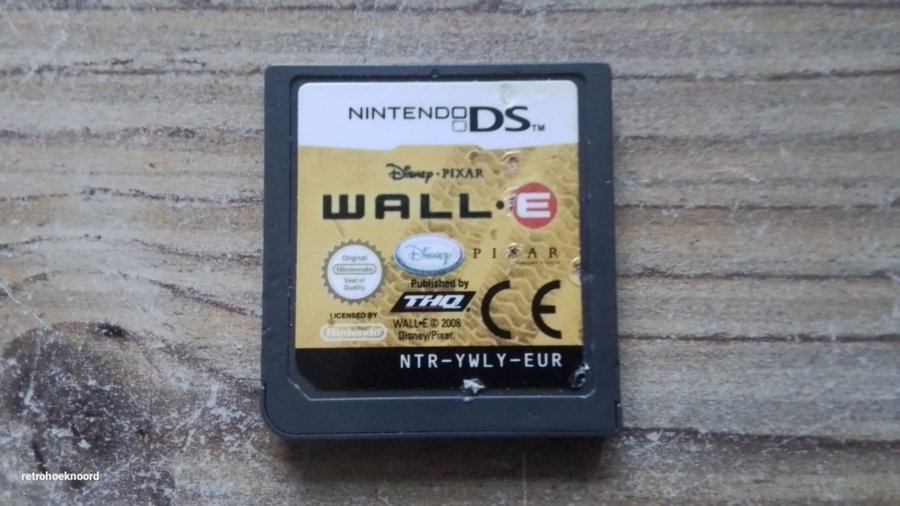 NINTENDO DS™
Disney · PIXAR
WALL·E
Original
Nintendo
Seal of
Quality
Disney
PIXAR
Published by
THQ
LICENSED BY
Nintendo
WALL•E © 2008
Disney/Pixar.
CE
NTR-YWLY-EUR
retrohoeknoord